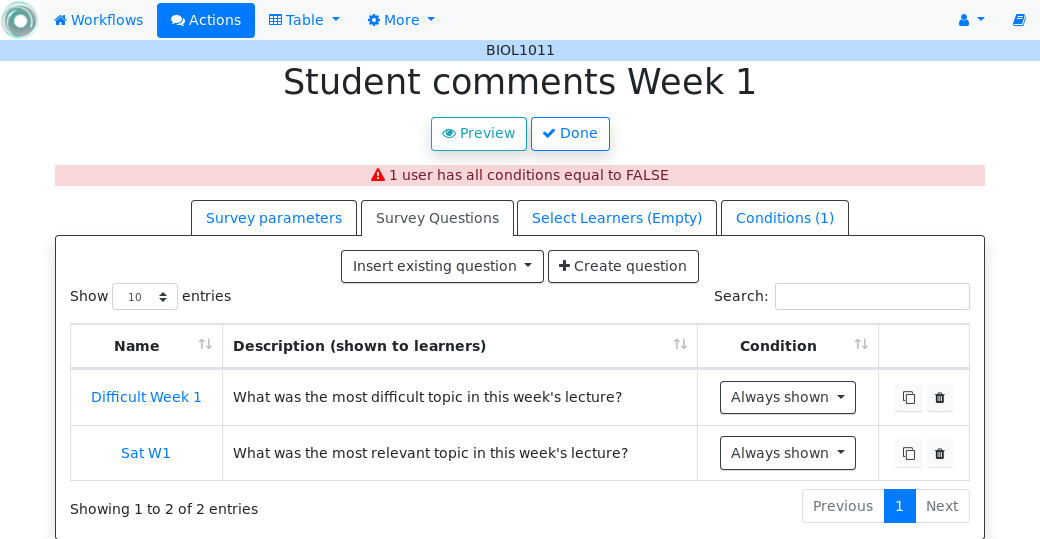 Workflows Actions Table More
BIOL1011
Student comments Week 1
Preview Done
1 user has all conditions equal to FALSE
Survey parameters Survey Questions Select Learners (Empty) Conditions (1)
Insert existing question Create question
Show 10 entries Search:
Name Description (shown to learners) Condition
Difficult Week 1 What was the most difficult topic in this week's lecture? Always shown
Sat W1 What was the most relevant topic in this week's lecture? Always shown
Showing 1 to 2 of 2 entries Previous 1 Next